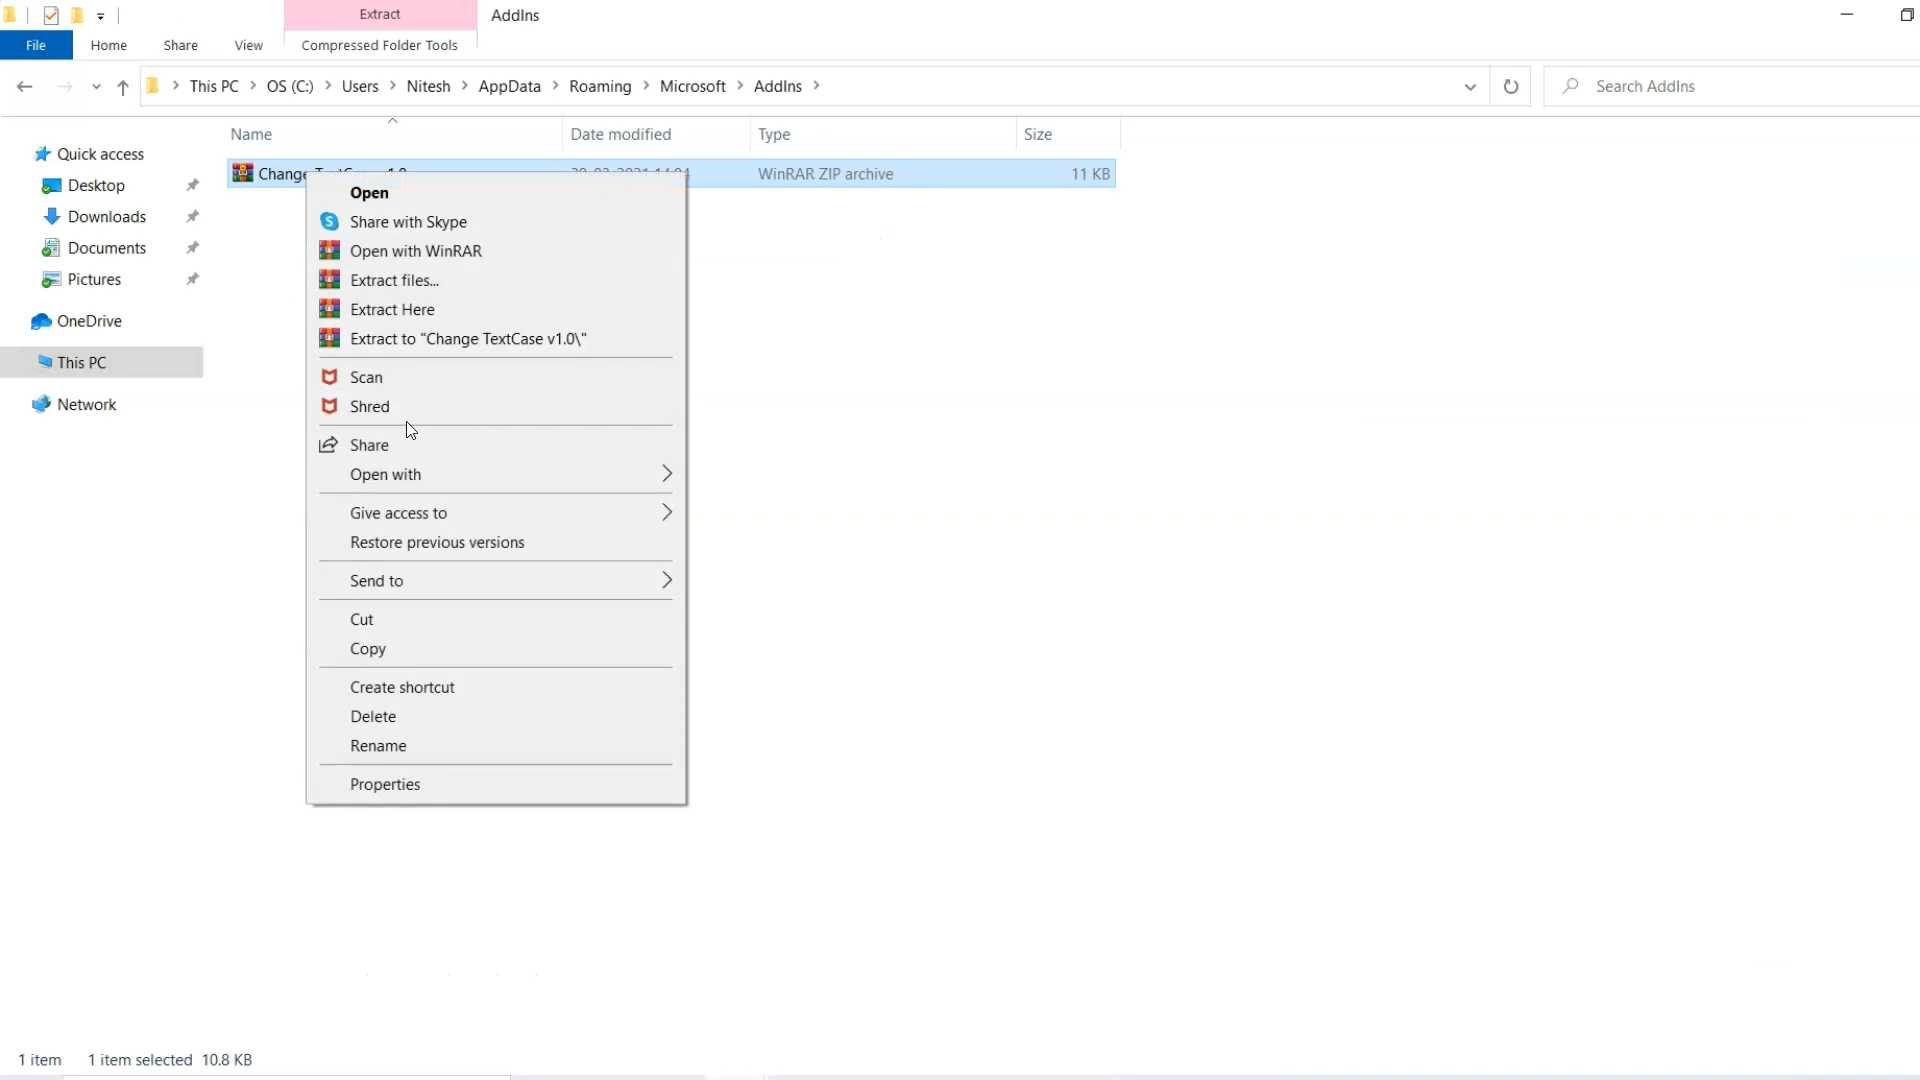 Extract
AddIns
File
Home
Share
View
Compressed Folder Tools
This PC
OS (C:)
Users
Nitesh
AppData
Roaming
Microsoft
AddIns
Search AddIns
Name
Date modified
Type
Size
Quick access
Desktop
Downloads
Documents
Pictures
OneDrive
This PC
Network
Change
WinRAR ZIP archive
11 KB
Open
Share with Skype
Open with WinRAR
Extract files...
Extract Here
Extract to "Change TextCase v1.0\"
Scan
Shred
Share
Open with
Give access to
Restore previous versions
Send to
Cut
Copy
Create shortcut
Delete
Rename
Properties
1 item
1 item selected 10.8 KB